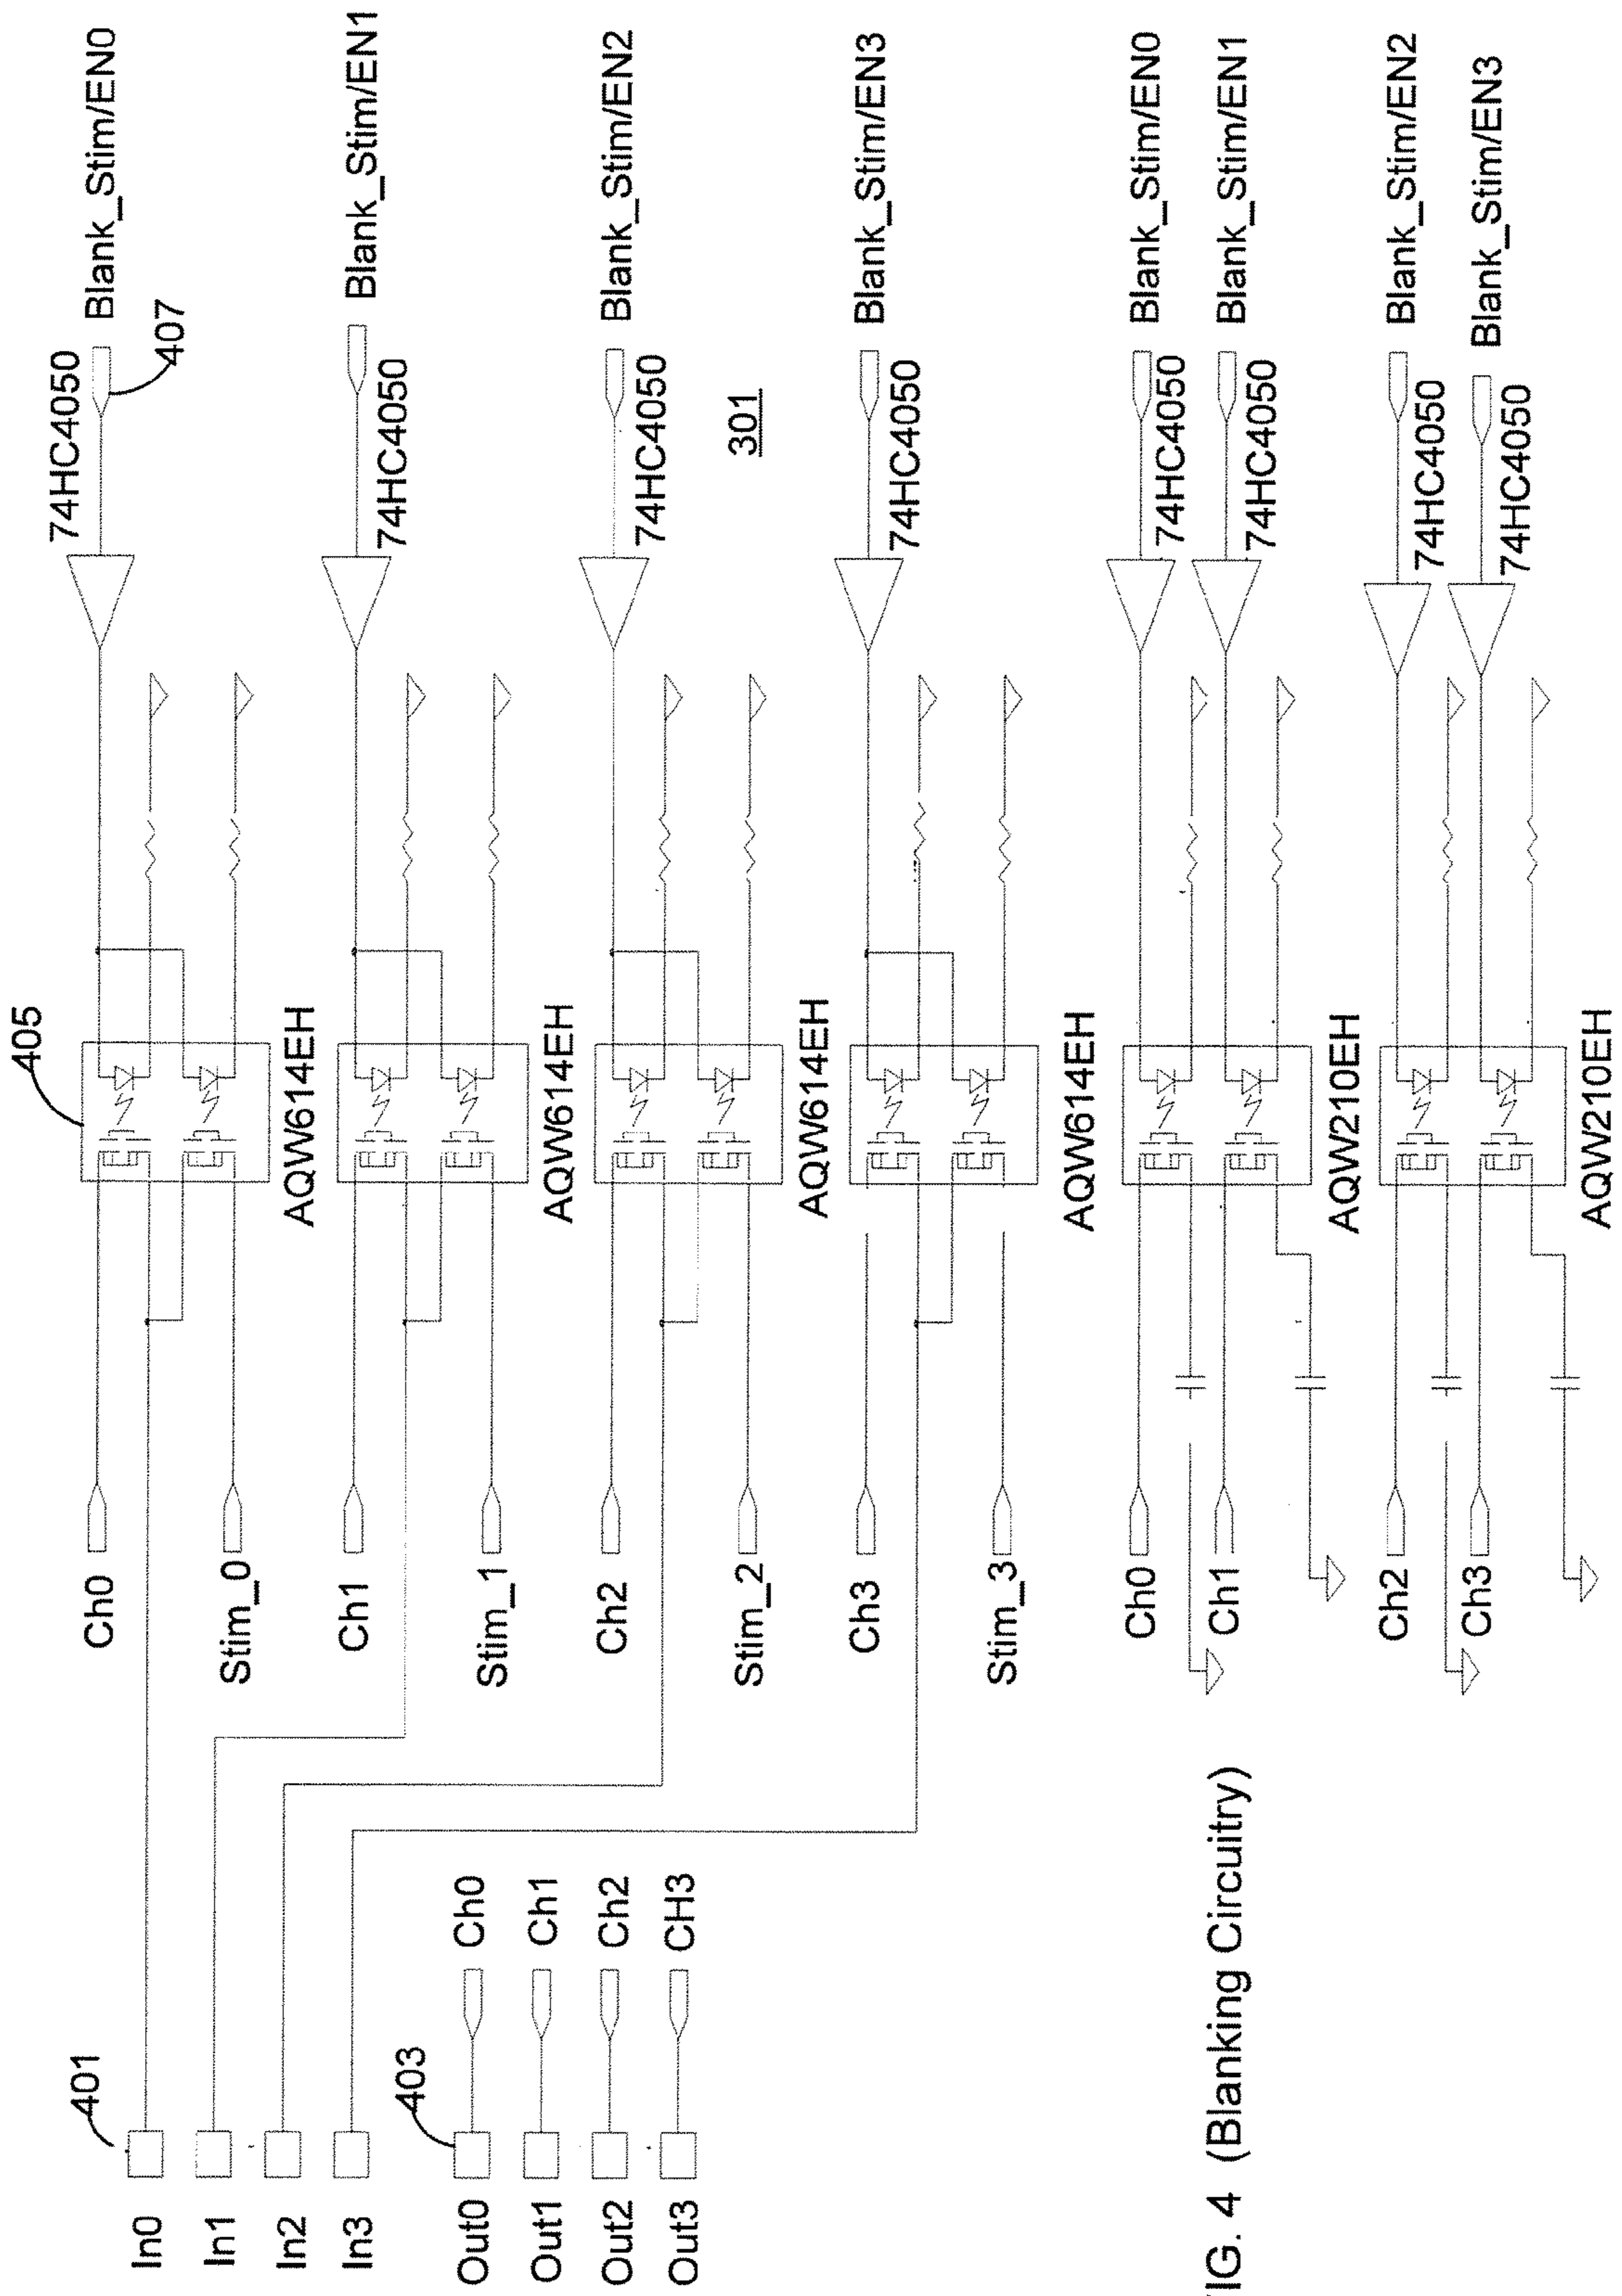 401
In0
In1
In2
In3
403
Out0
Out1
Out2
Out3
Ch0
Ch1
Ch2
CH3
Ch0
Stim_0
405
AQW614EH
74HC4050
Blank_Stim/EN0
407
Ch1
Stim_1
AQW614EH
74HC4050
Blank_Stim/EN1
Ch2
Stim_2
AQW614EH
74HC4050
Blank_Stim/EN2
301
Ch3
Stim_3
AQW614EH
74HC4050
Blank_Stim/EN3
Ch0
Ch1
AQW210EH
74HC4050
74HC4050
Blank_Stim/EN0
Blank_Stim/EN1
Ch2
Ch3
AQW210EH
74HC4050
74HC4050
Blank_Stim/EN2
Blank_Stim/EN3
IG. 4 (Blanking Circuitry)